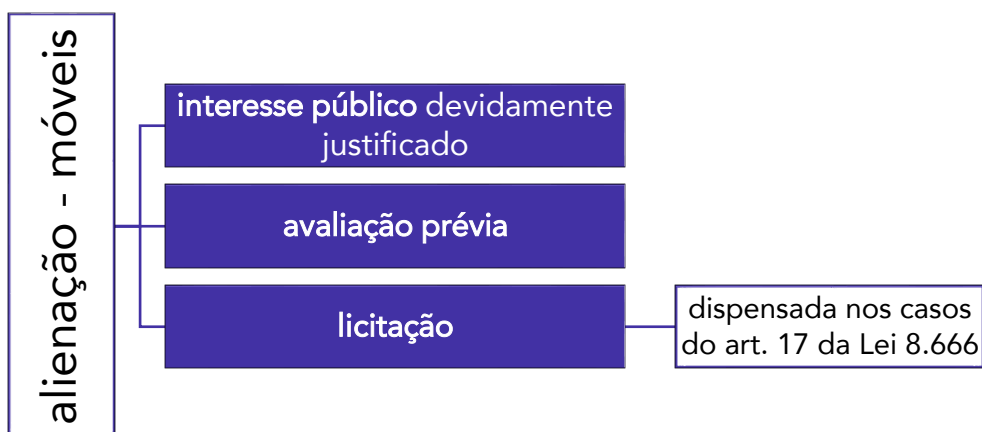 alienação - móveis
interesse público devidamente
justificado
avaliação prévia
licitação
dispensada nos casos
do art. 17 da Lei 8.666